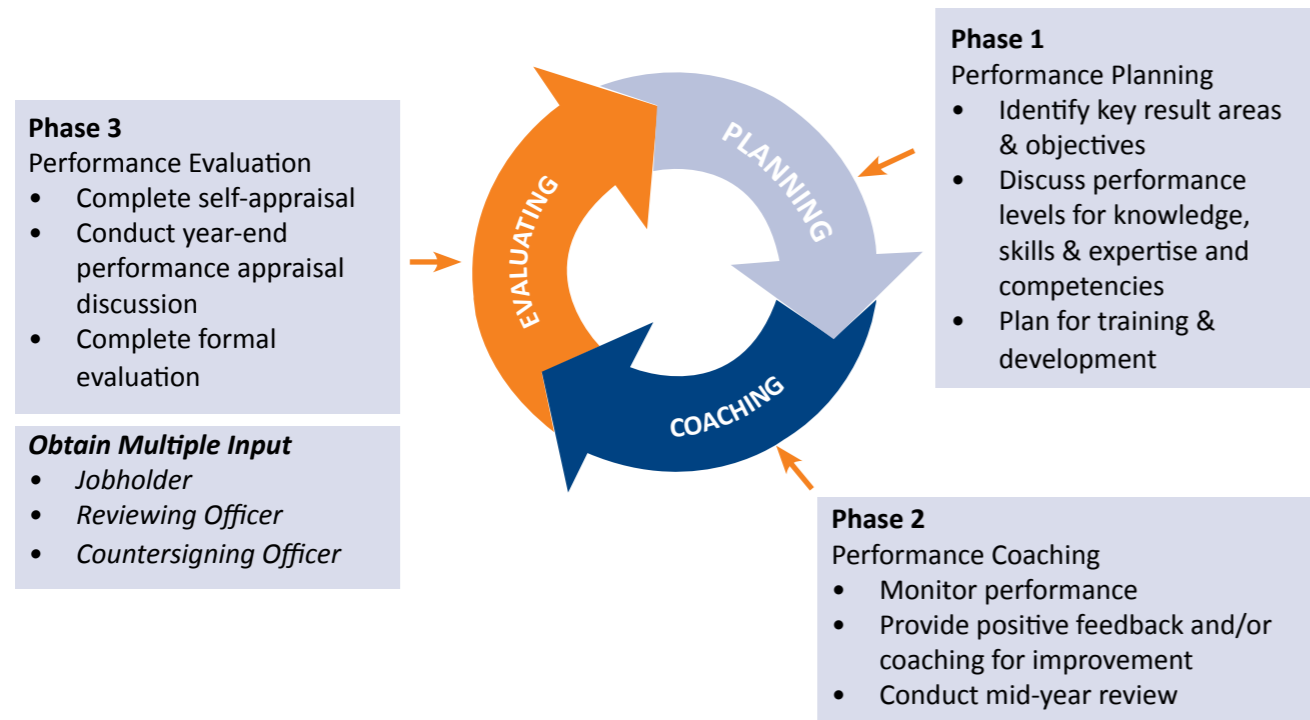 Phase 1
Performance Planning
• Identify key result areas
& objectives
• Discuss performance
levels for knowledge,
skills & expertise and
competencies
• Plan for training &
development
PLANNING
Phase 2
Performance Coaching
• Monitor performance
• Provide positive feedback and/or
coaching for improvement
• Conduct mid-year review
COACHING
Phase 3
Performance Evaluation
• Complete self-appraisal
• Conduct year-end
performance appraisal
discussion
• Complete formal
evaluation
EVALUATING
Obtain Multiple Input
• Jobholder
• Reviewing Officer
• Countersigning Officer